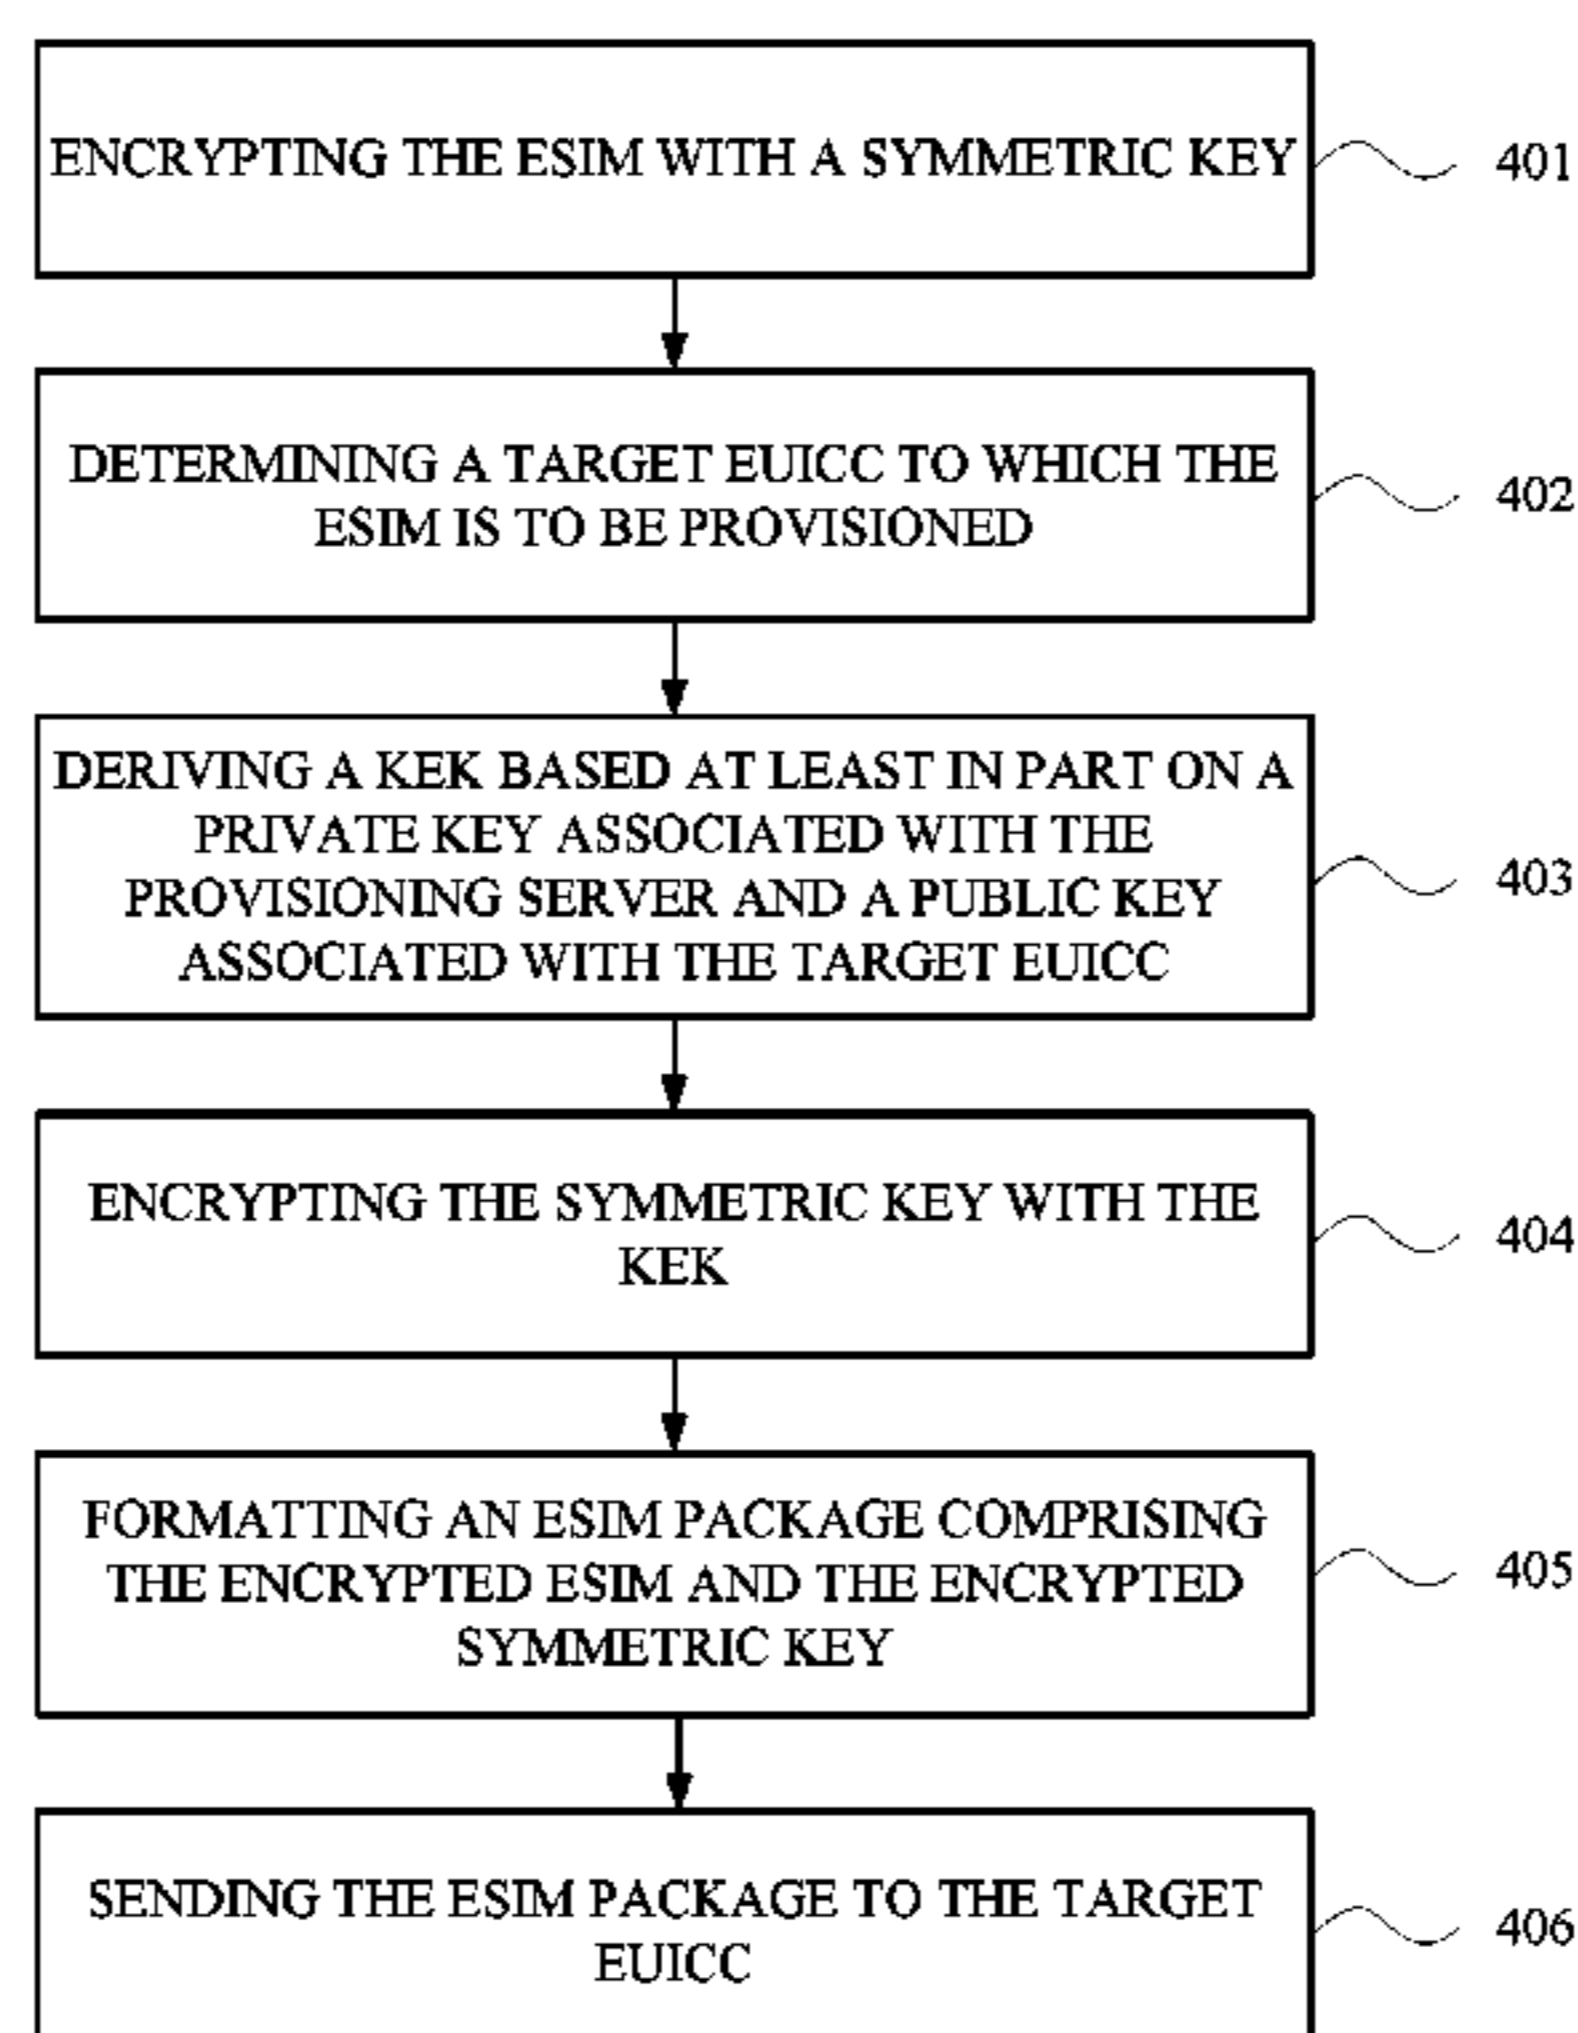 ENCRYPTING THE ESIM WITH A SYMMETRIC KEY
401
DETERMINING A TARGET EUICC TO WHICH THE
ESIM IS TO BE PROVISIONED
402
DERIVING A KEK BASED AT LEAST IN PART ON A
PRIVATE KEY ASSOCIATED WITH THE
PROVISIONING SERVER AND A PUBLIC KEY
ASSOCIATED WITH THE TARGET EUICC
403
ENCRYPTING THE SYMMETRIC KEY WITH THE
KEK
404
FORMATTING AN ESIM PACKAGE COMPRISING
THE ENCRYPTED ESIM AND THE ENCRYPTED
SYMMETRIC KEY
405
SENDING THE ESIM PACKAGE TO THE TARGET
EUICC
406